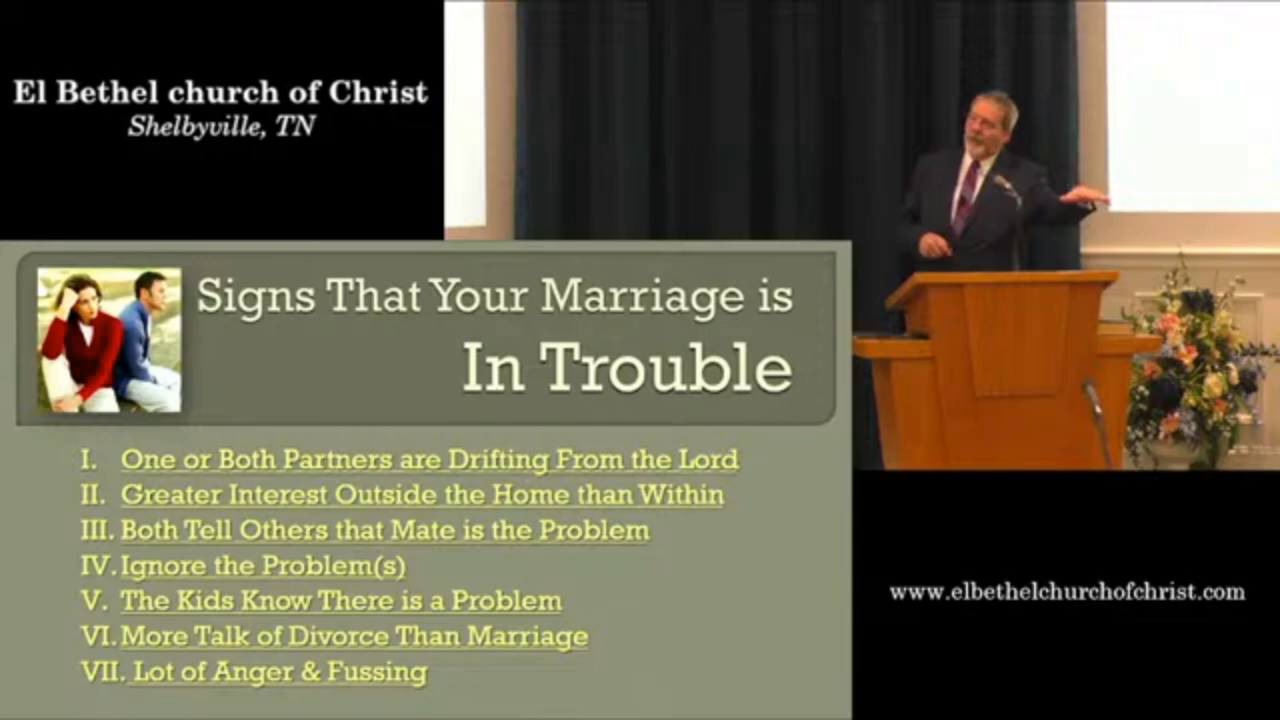 El Bethel church of Christ
Shelbyville, TN
Signs That Your Marriage is
In Trouble
I. One or Both Partners are Drifting From the Lord
II. Greater Interest Outside the Home than Within
III. Both Tell Others that Mate is the Problem
IV. Ignore the Problem(s)
V. The Kids Know There is a Problem
VI. More Talk of Divorce Than Marriage
VII. Lot of Anger & Fussing
www.elbethelchurchofchrist.com